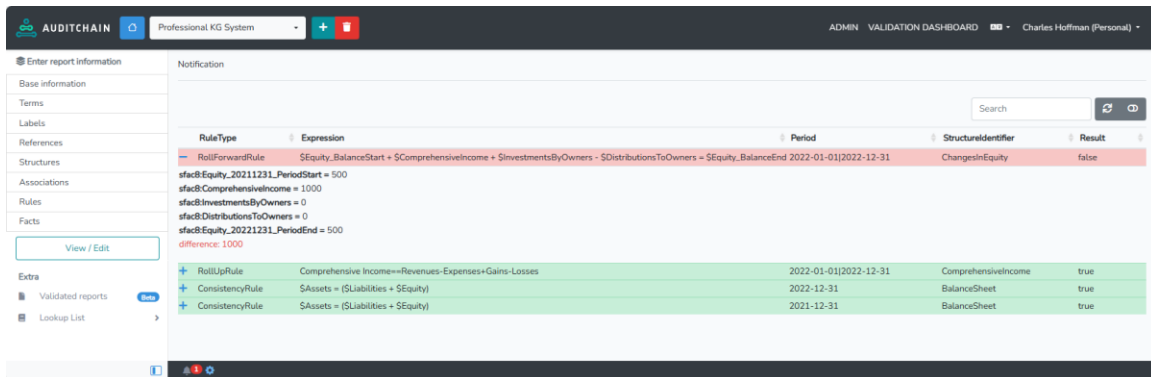 AUDITCHAIN
Professional KG System
ADMIN VALIDATION DASHBOARD Charles Hoffman (Personal)
Enter report information
Base information
Terms
Labels
References
Structures
Associations
Rules
Facts
View / Edit
Extra
Validated reports Beta
Lookup List
Notification
Search
RuleType Expression Period StructureIdentifier Result
RollForwardRule $Equity_BalanceStart + $ComprehensiveIncome + $InvestmentsByOwners - $DistributionsToOwners = $Equity_BalanceEnd 2022-01-01|2022-12-31 ChangesInEquity false
sfac8:Equity_20211231_PeriodStart = 500
sfac8:ComprehensiveIncome = 1000
sfac8:InvestmentsByOwners = 0
sfac8:DistributionsToOwners = 0
sfac8:Equity_20221231_PeriodEnd = 500
difference: 1000
RollUpRule Comprehensive Income==Revenues-Expenses+Gains-Losses 2022-01-01|2022-12-31 ComprehensiveIncome true
ConsistencyRule $Assets = ($Liabilities + $Equity) 2022-12-31 BalanceSheet true
ConsistencyRule $Assets = ($Liabilities + $Equity) 2021-12-31 BalanceSheet true
1